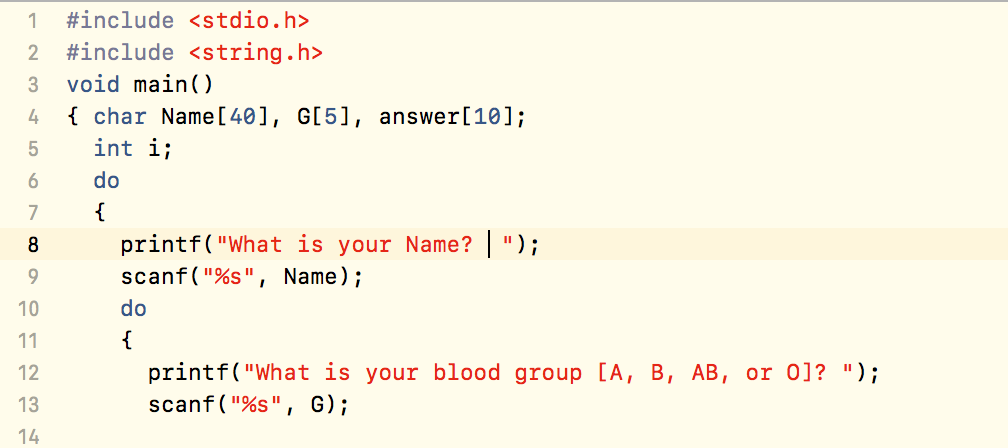 1 #include <stdio.h>
2 #include <string.h>
3 void main()
4 { char Name[40], G[5], answer[10];
5 int i;
6 do
7 {
8 printf("What is your Name?  ");
9 scanf("%s", Name);
10 do
11 {
12 printf("What is your blood group [A, B, AB, or O]? ");
13 scanf("%s", G);
14